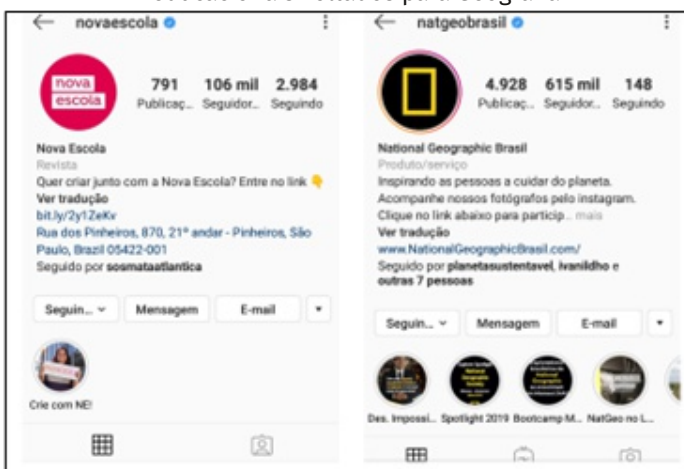 novaescola
nova
escola
791 106 mil 2.984
Publicaç... Seguidor... Seguindo
Nova Escola
Revista
Quer criar junto com a Nova Escola? Entre no link
Ver tradução
bit.ly/2y1ZeKv
Rua dos Pinheiros, 870, 21º andar - Pinheiros, São
Paulo, Brazil 05422-001
Seguido por sosmataatlantica
Seguin... Mensagem E-mail
Crie com NE!
natgeobrasil
4.928 615 mil 148
Publicaç... Seguidor... Seguindo
National Geographic Brasil
Produto/serviço
Inspirando as pessoas a cuidar do planeta.
Acompanhe nossos fotógrafos pelo instagram.
Clique no link abaixo para particip... mais
Ver tradução
www.NationalGeographicBrasil.com/
Seguido por planetasustentavel, ivanildho e
outras 7 pessoas
Seguin... Mensagem E-mail
Des. Impossí... Spotlight 2019 Bootcamp M... NatGeo no L...